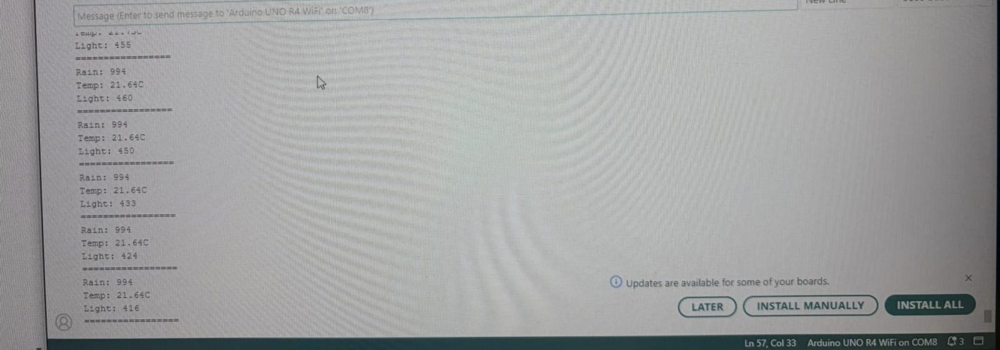 Message (Enter to send message to 'Arduino UNO R4 WiFi' on 'COM8')
New Line
Light: 455
=================
Rain: 994
Temp: 21.64C
Light: 460
=================
Rain: 994
Temp: 21.64C
Light: 450
=================
Rain: 994
Temp: 21.64C
Light: 433
=================
Rain: 994
Temp: 21.64C
Light: 424
=================
Rain: 994
Temp: 21.64C
Light: 416
=================
Updates are available for some of your boards.
LATER INSTALL MANUALLY INSTALL ALL
Ln 57, Col 33 Arduino UNO R4 WiFi on COM8 3